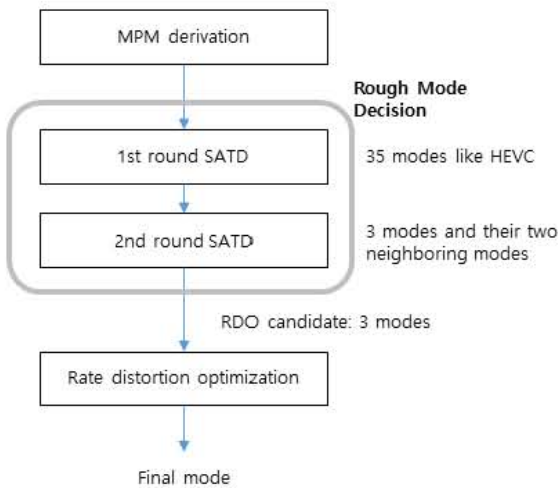 MPM derivation
Rough Mode
Decision
1st round SATD
35 modes like HEVC
2nd round SATD
3 modes and their two
neighboring modes
RDO candidate: 3 modes
Rate distortion optimization
Final mode